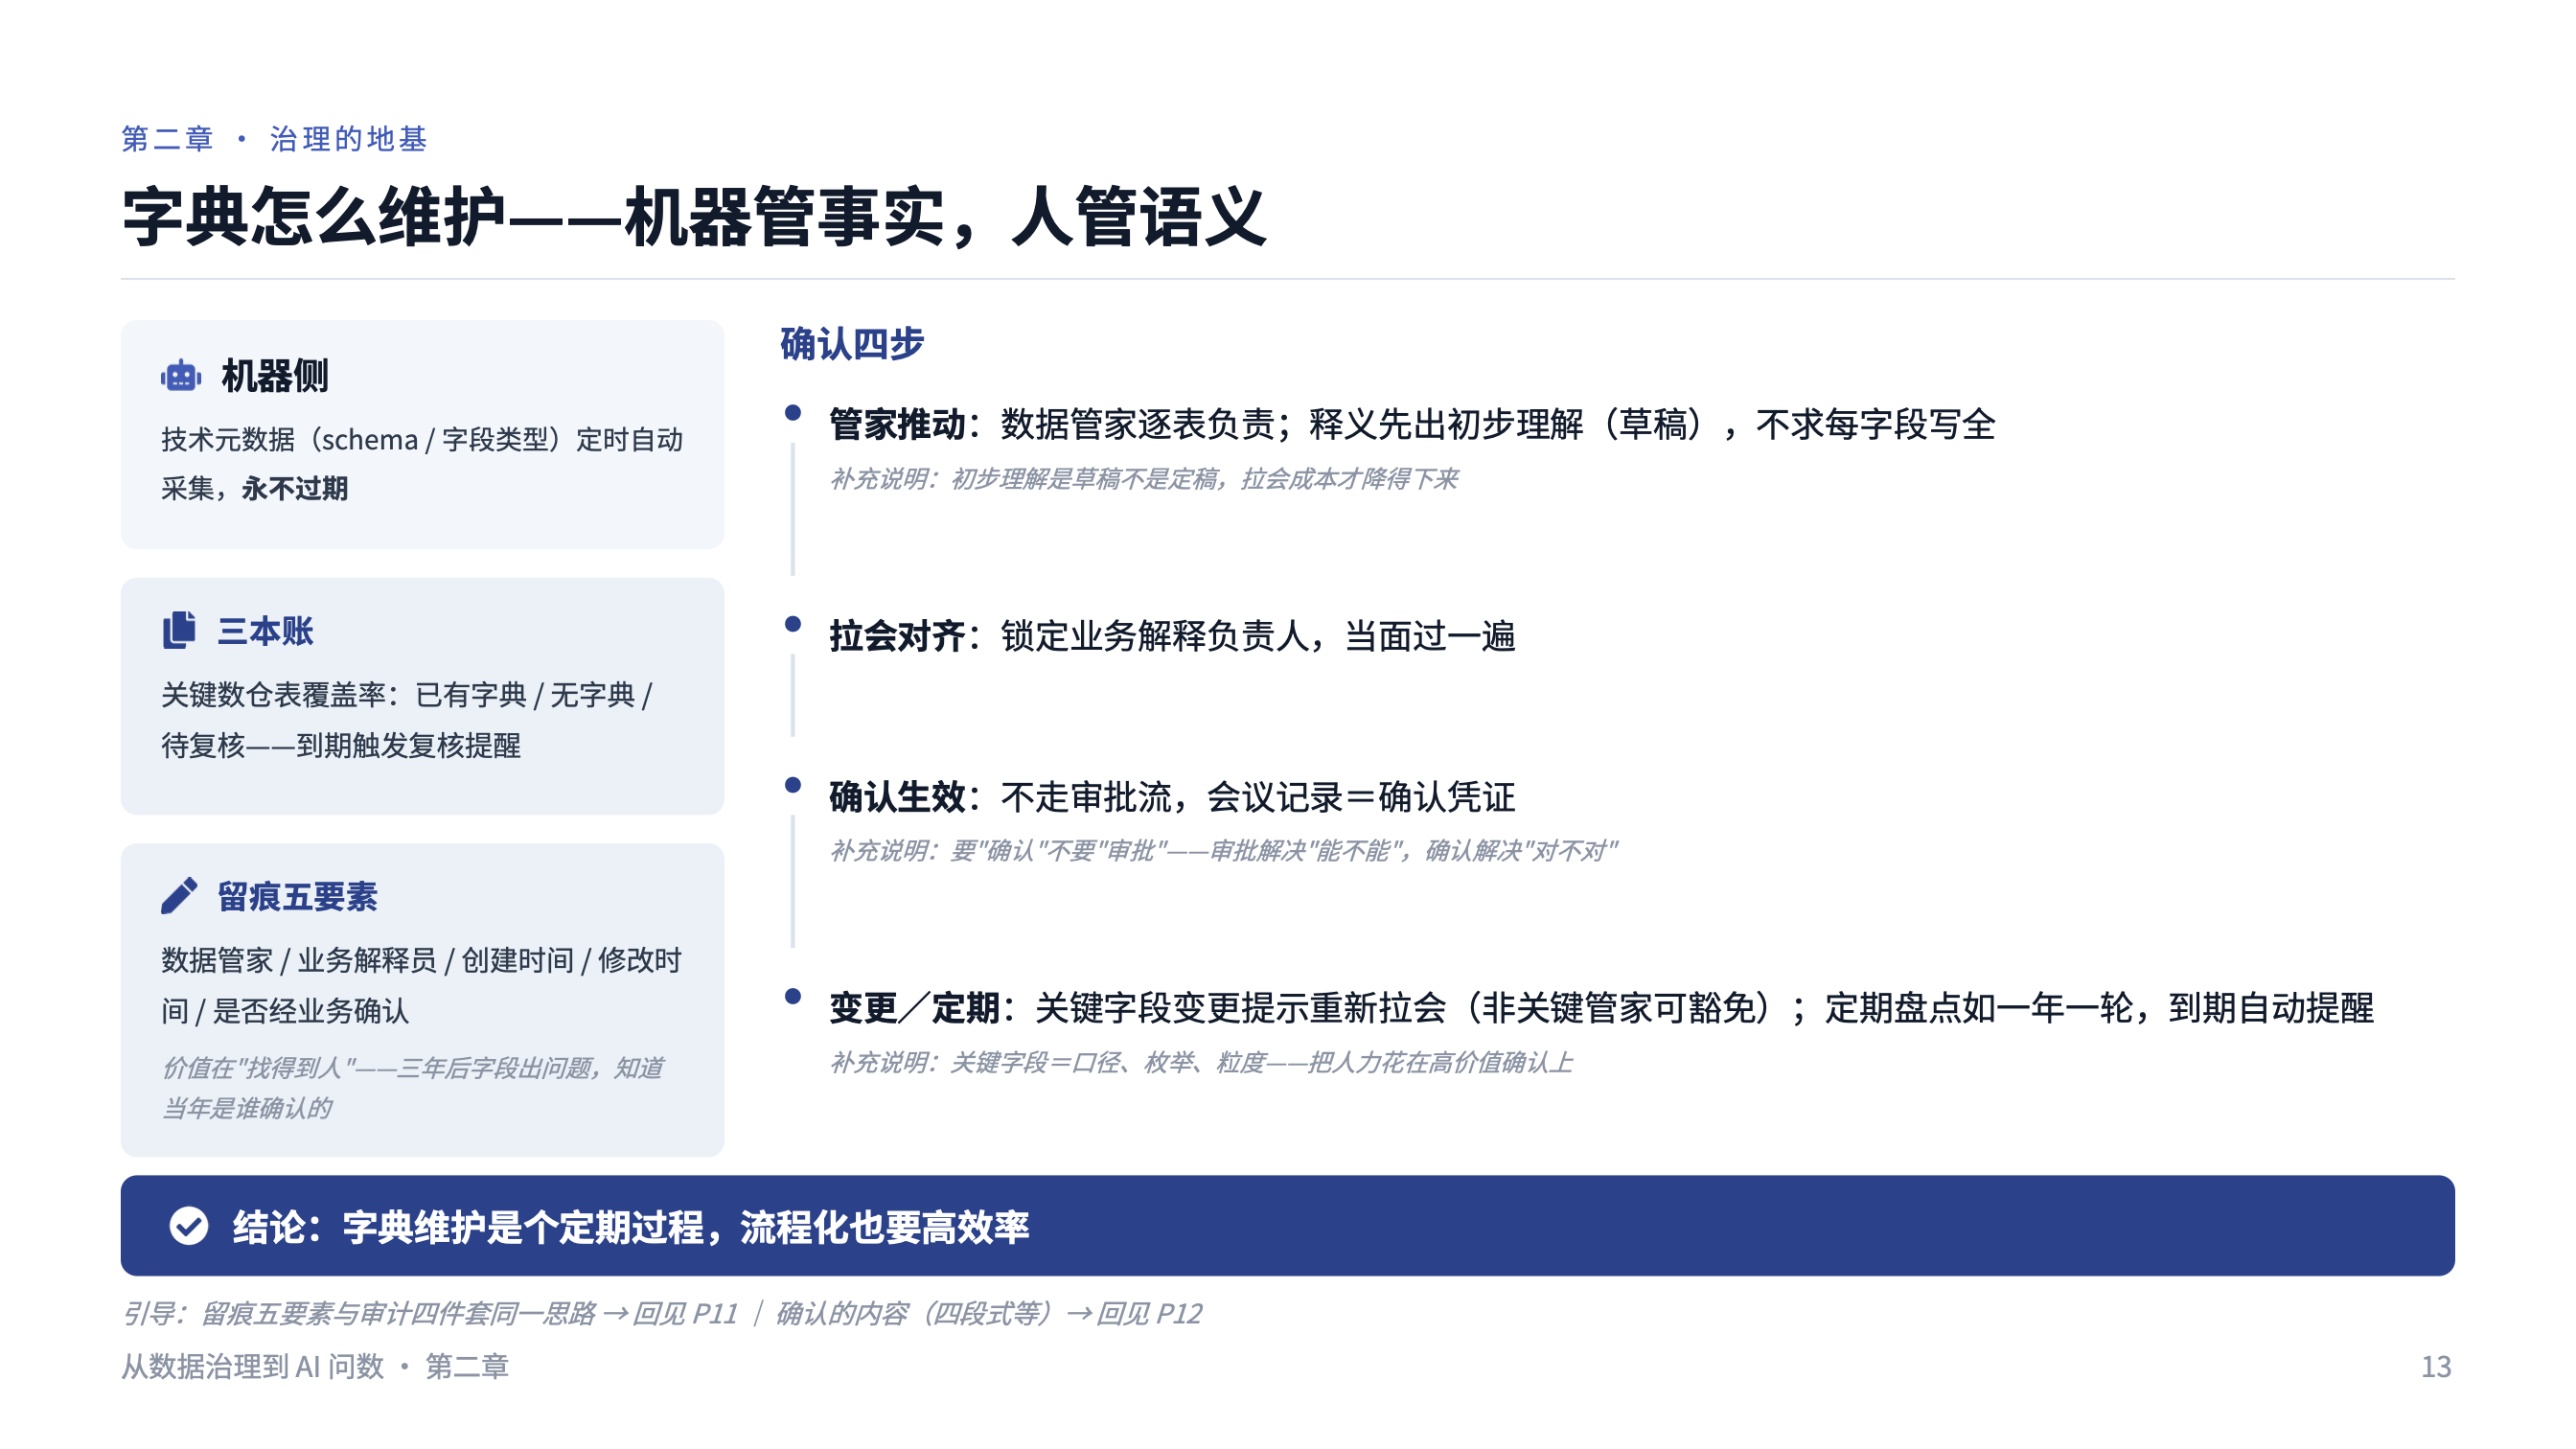 第二章 · 治理的地基
字典怎么维护——机器管事实，人管语义
机器侧
技术元数据（schema / 字段类型）定时自动
采集，永不过期
三本账
关键数仓表覆盖率：已有字典 / 无字典 /
待复核——到期触发复核提醒
留痕五要素
数据管家 / 业务解释员 / 创建时间 / 修改时
间 / 是否经业务确认
价值在"找得到人"——三年后字段出问题，知道
当年是谁确认的
确认四步
管家推动：数据管家逐表负责；释义先出初步理解（草稿），不求每字段写全
补充说明：初步理解是草稿不是定稿，拉会成本才降得下来
拉会对齐：锁定业务解释负责人，当面过一遍
确认生效：不走审批流，会议记录＝确认凭证
补充说明：要"确认"不要"审批"——审批解决"能不能"，确认解决"对不对"
变更／定期：关键字段变更提示重新拉会（非关键管家可豁免）；定期盘点如一年一轮，到期自动提醒
补充说明：关键字段＝口径、枚举、粒度——把人力花在高价值确认上
结论：字典维护是个定期过程，流程化也要高效率
引导：留痕五要素与审计四件套同一思路 → 回见 P11 ｜ 确认的内容（四段式等）→ 回见 P12
从数据治理到 AI 问数 · 第二章
13